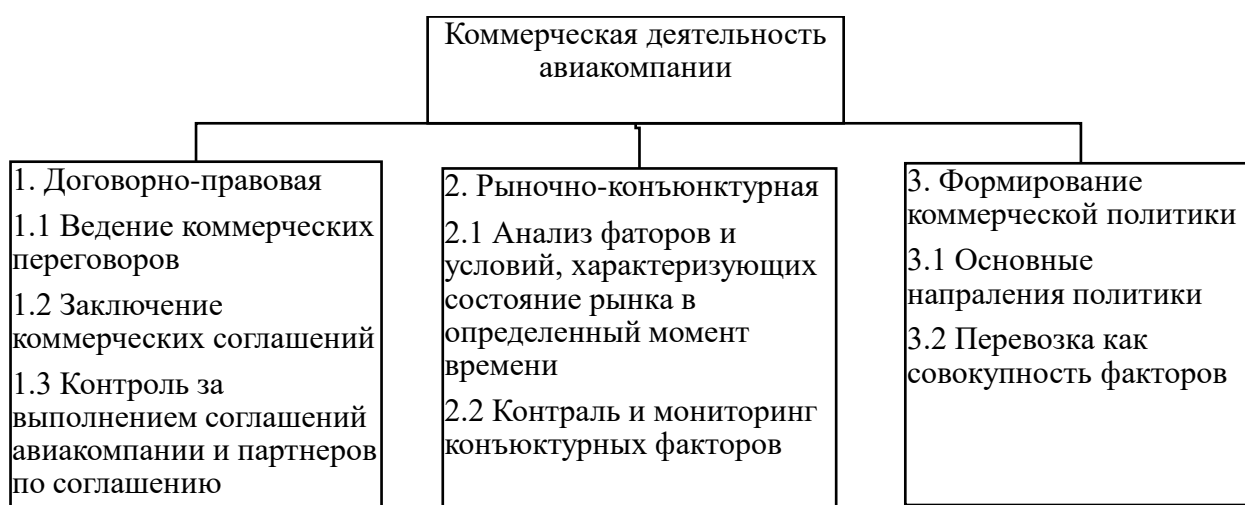 Коммерческая деятельность
авиакомпании
1. Договорно-правовая
1.1 Ведение коммерческих
переговоров
1.2 Заключение
коммерческих соглашений
1.3 Контроль за
выполнением соглашений
авиакомпании и партнеров
по соглашению
2. Рыночно-конъюнктурная
2.1 Анализ фаторов и
условий, характеризующих
состояние рынка в
определенный момент
времени
2.2 Контраль и мониторинг
конъюктурных факторов
3. Формирование
коммерческой политики
3.1 Основные
напраления политики
3.2 Перевозка как
совокупность факторов